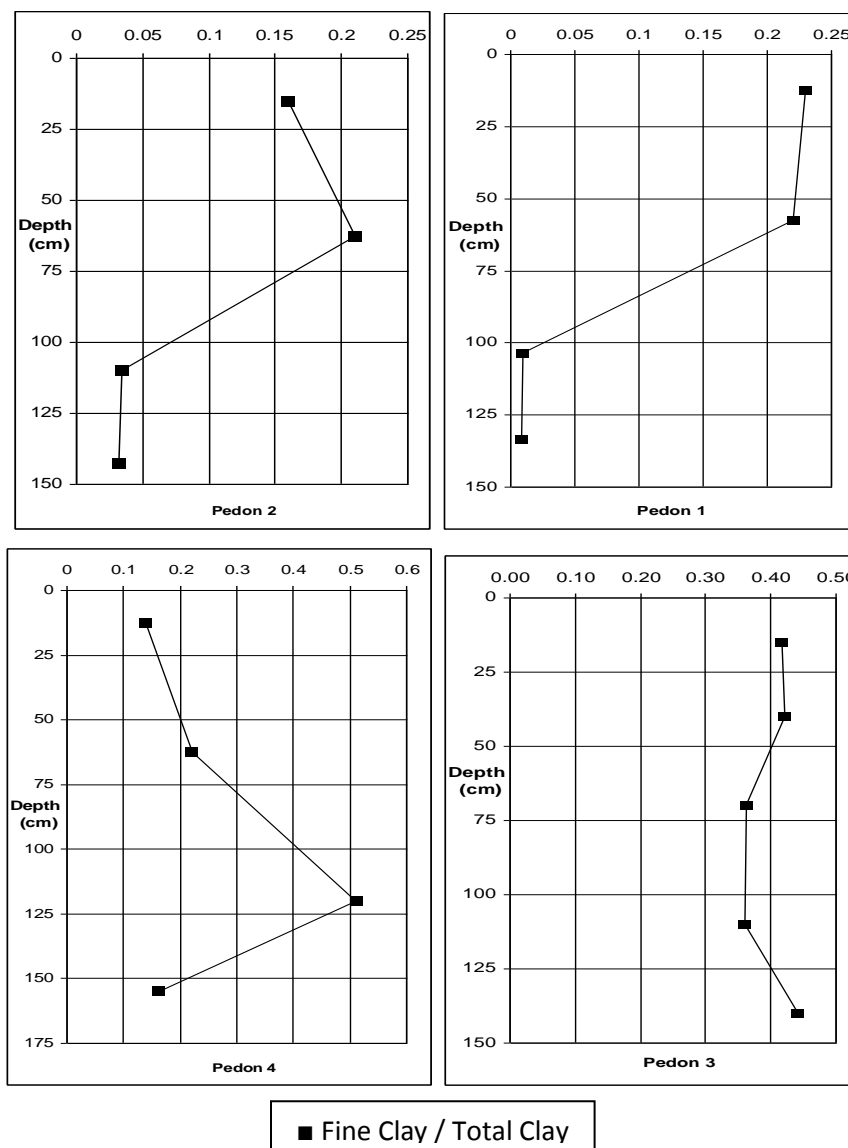 0 0.05 0.1 0.15 0.2 0.25
0
25
50
Depth
(cm)
75
100
125
150
Pedon 2
0 0.05 0.1 0.15 0.2 0.25
0
25
50
Depth
(cm)
75
100
125
150
Pedon 1
0 0.1 0.2 0.3 0.4 0.5 0.6
0
25
50
75
Depth
(cm)
100
125
150
175
Pedon 4
0.00 0.10 0.20 0.30 0.40 0.50
0
25
50
Depth
(cm)
75
100
125
150
Pedon 3
■ Fine Clay / Total Clay